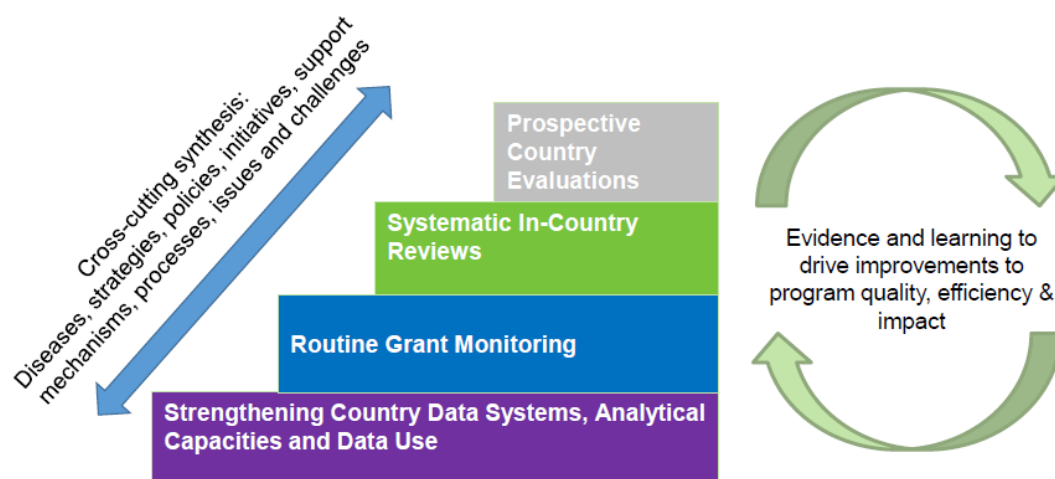 Cross-cutting synthesis:
Diseases, strategies, policies, initiatives, support
mechanisms, processes, issues and challenges
Prospective
Country
Evaluations
Systematic In-Country
Reviews
Routine Grant Monitoring
Strengthening Country Data Systems, Analytical
Capacities and Data Use
Evidence and learning to
drive improvements to
program quality, efficiency &
impact